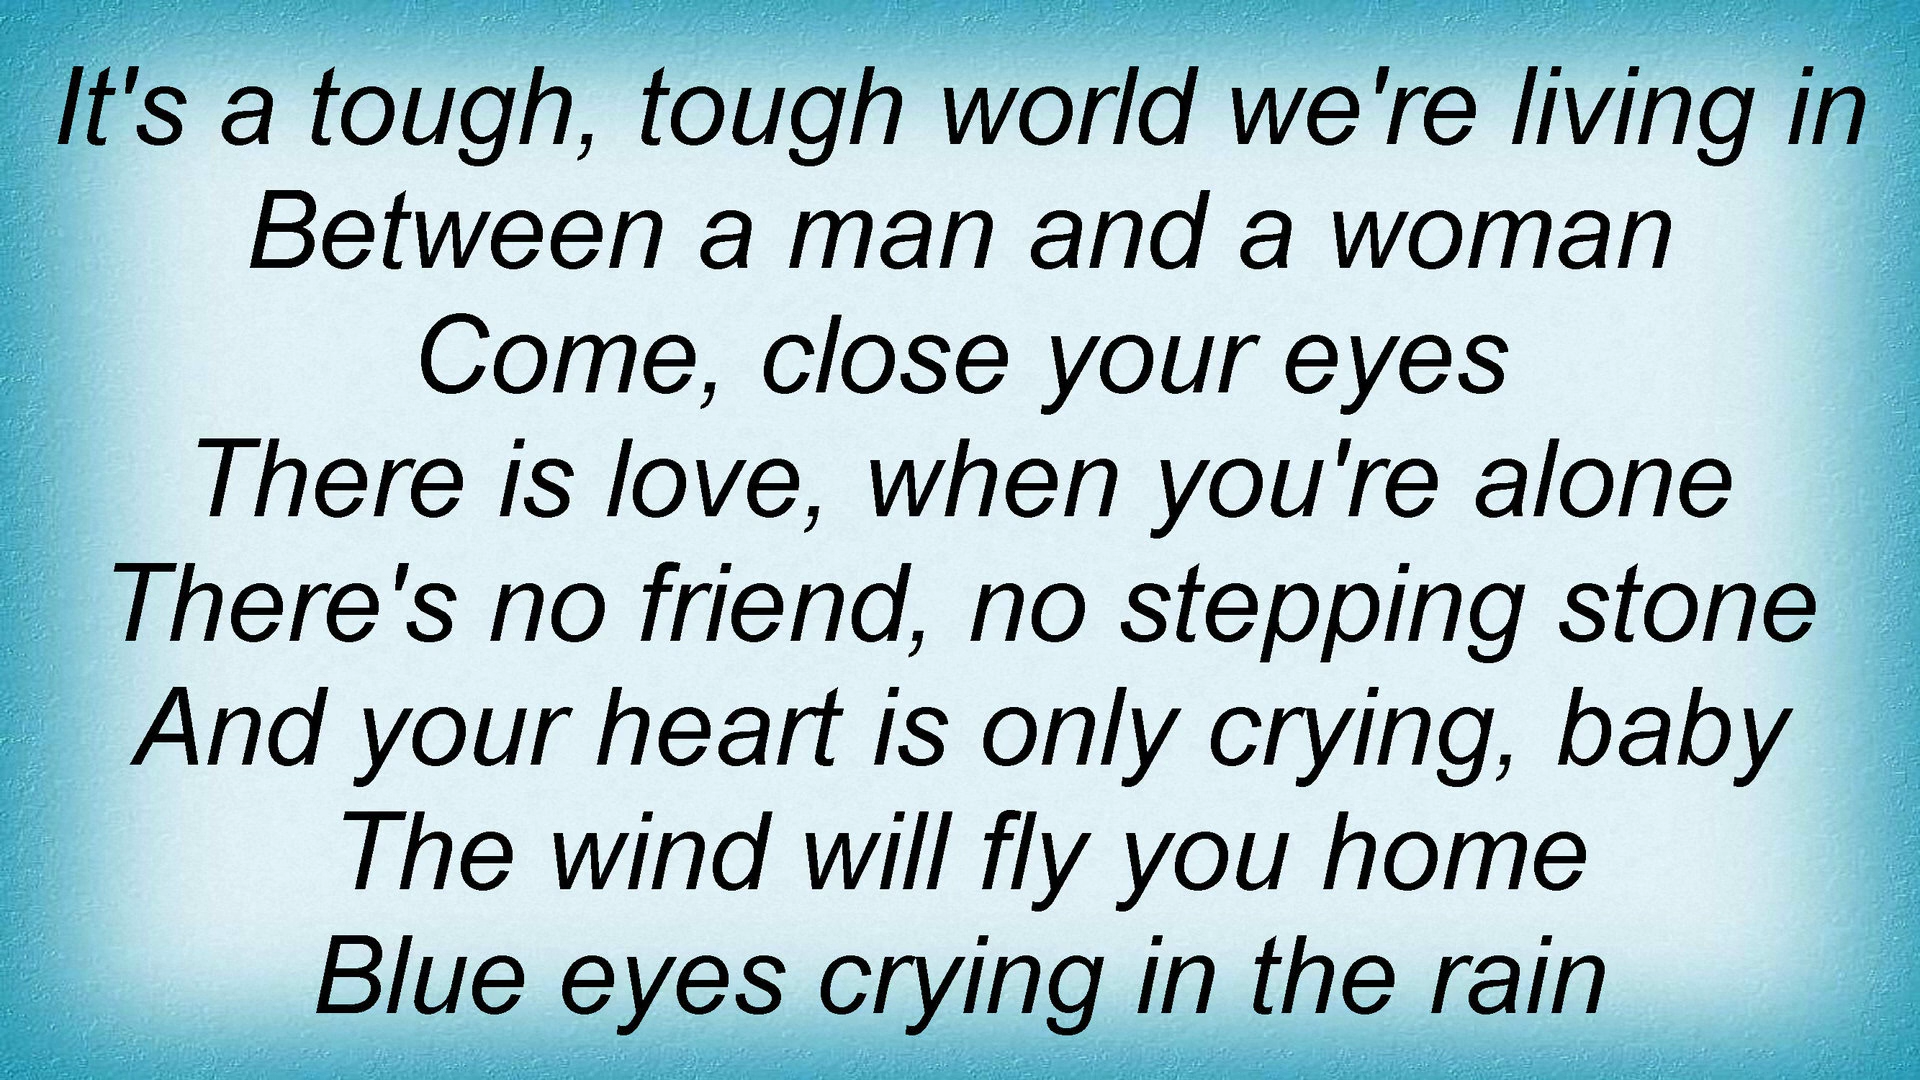 It's a tough, tough world we're living in
Between a man and a woman
Come, close your eyes
There is love, when you're alone
There's no friend, no stepping stone
And your heart is only crying, baby
The wind will fly you home
Blue eyes crying in the rain